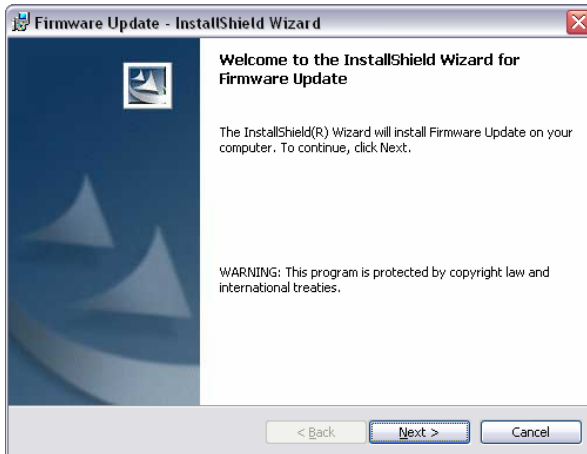 Firmware Update - InstallShield Wizard
Welcome to the InstallShield Wizard for
Firmware Update
The InstallShield(R) Wizard will install Firmware Update on your
computer. To continue, click Next.
WARNING: This program is protected by copyright law and
international treaties.
< Back
Next >
Cancel